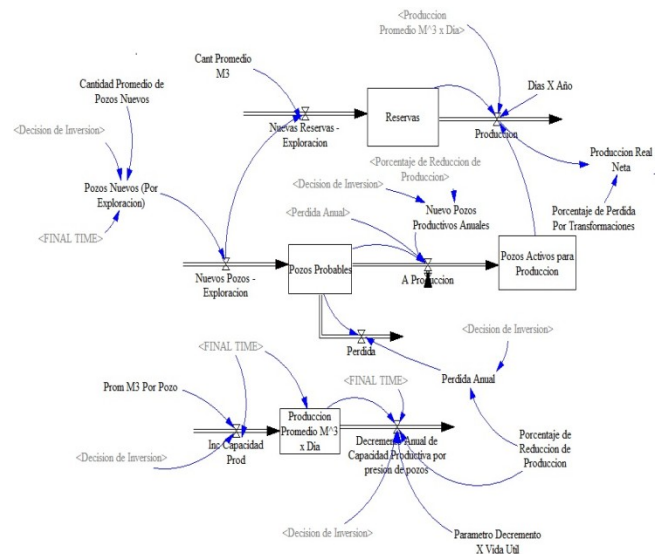 <Produccion
Promedio M^3 x Dia>
Cant Promedio
M3
Cantidad Promedio de
Pozos Nuevos
Dias X Año
Reservas
<Decision de Inversion>
Nuevas Reservas -
Exploracion
Produccion
Produccion Real
Neta
<Porcentaje de Reduccion de
Produccion>
<Decision de Inversion>
Pozos Nuevos (Por
Exploracion)
Nuevo Pozos
Productivos Anuales
<Perdida Anual>
Porcentaje de Perdida
Por Transformaciones
<FINAL TIME>
Pozos Probables
Pozos Activos para
Produccion
Nuevos Pozos -
Exploracion
A Produccion
Perdida
<Decision de Inversion>
<FINAL TIME>
Perdida Anual
<FINAL TIME>
Prom M3 Por Pozo
Produccion
Promedio M^3
x Dia
Inc Capacidad
Prod
Decremento Anual de
Capacidad Productiva por
presion de pozos
Porcentaje de
Reduccion de
Produccion
<Decision de Inversion>
<Decision de Inversion>
Parametro Decremento
X Vida Util